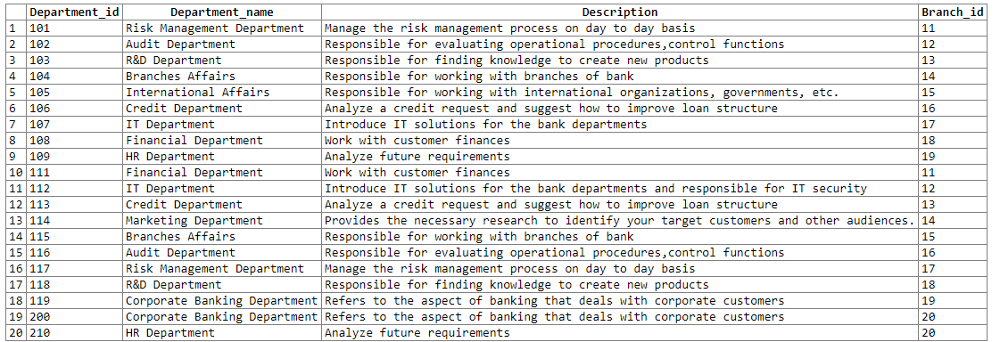 Department_id Department_name Description Branch_id
1 101 Risk Management Department Manage the risk management process on day to day basis 11
2 102 Audit Department Responsible for evaluating operational procedures,control functions 12
3 103 R&D Department Responsible for finding knowledge to create new products 13
4 104 Branches Affairs Responsible for working with branches of bank 14
5 105 International Affairs Responsible for working with international organizations, governments, etc. 15
6 106 Credit Department Analyze a credit request and suggest how to improve loan structure 16
7 107 IT Department Introduce IT solutions for the bank departments 17
8 108 Financial Department Work with customer finances 18
9 109 HR Department Analyze future requirements 19
10 111 Financial Department Work with customer finances 11
11 112 IT Department Introduce IT solutions for the bank departments and responsible for IT security 12
12 113 Credit Department Analyze a credit request and suggest how to improve loan structure 13
13 114 Marketing Department Provides the necessary research to identify your target customers and other audiences. 14
14 115 Branches Affairs Responsible for working with branches of bank 15
15 116 Audit Department Responsible for evaluating operational procedures,control functions 16
16 117 Risk Management Department Manage the risk management process on day to day basis 17
17 118 R&D Department Responsible for finding knowledge to create new products 18
18 119 Corporate Banking Department Refers to the aspect of banking that deals with corporate customers 19
19 200 Corporate Banking Department Refers to the aspect of banking that deals with corporate customers 20
20 210 HR Department Analyze future requirements 20